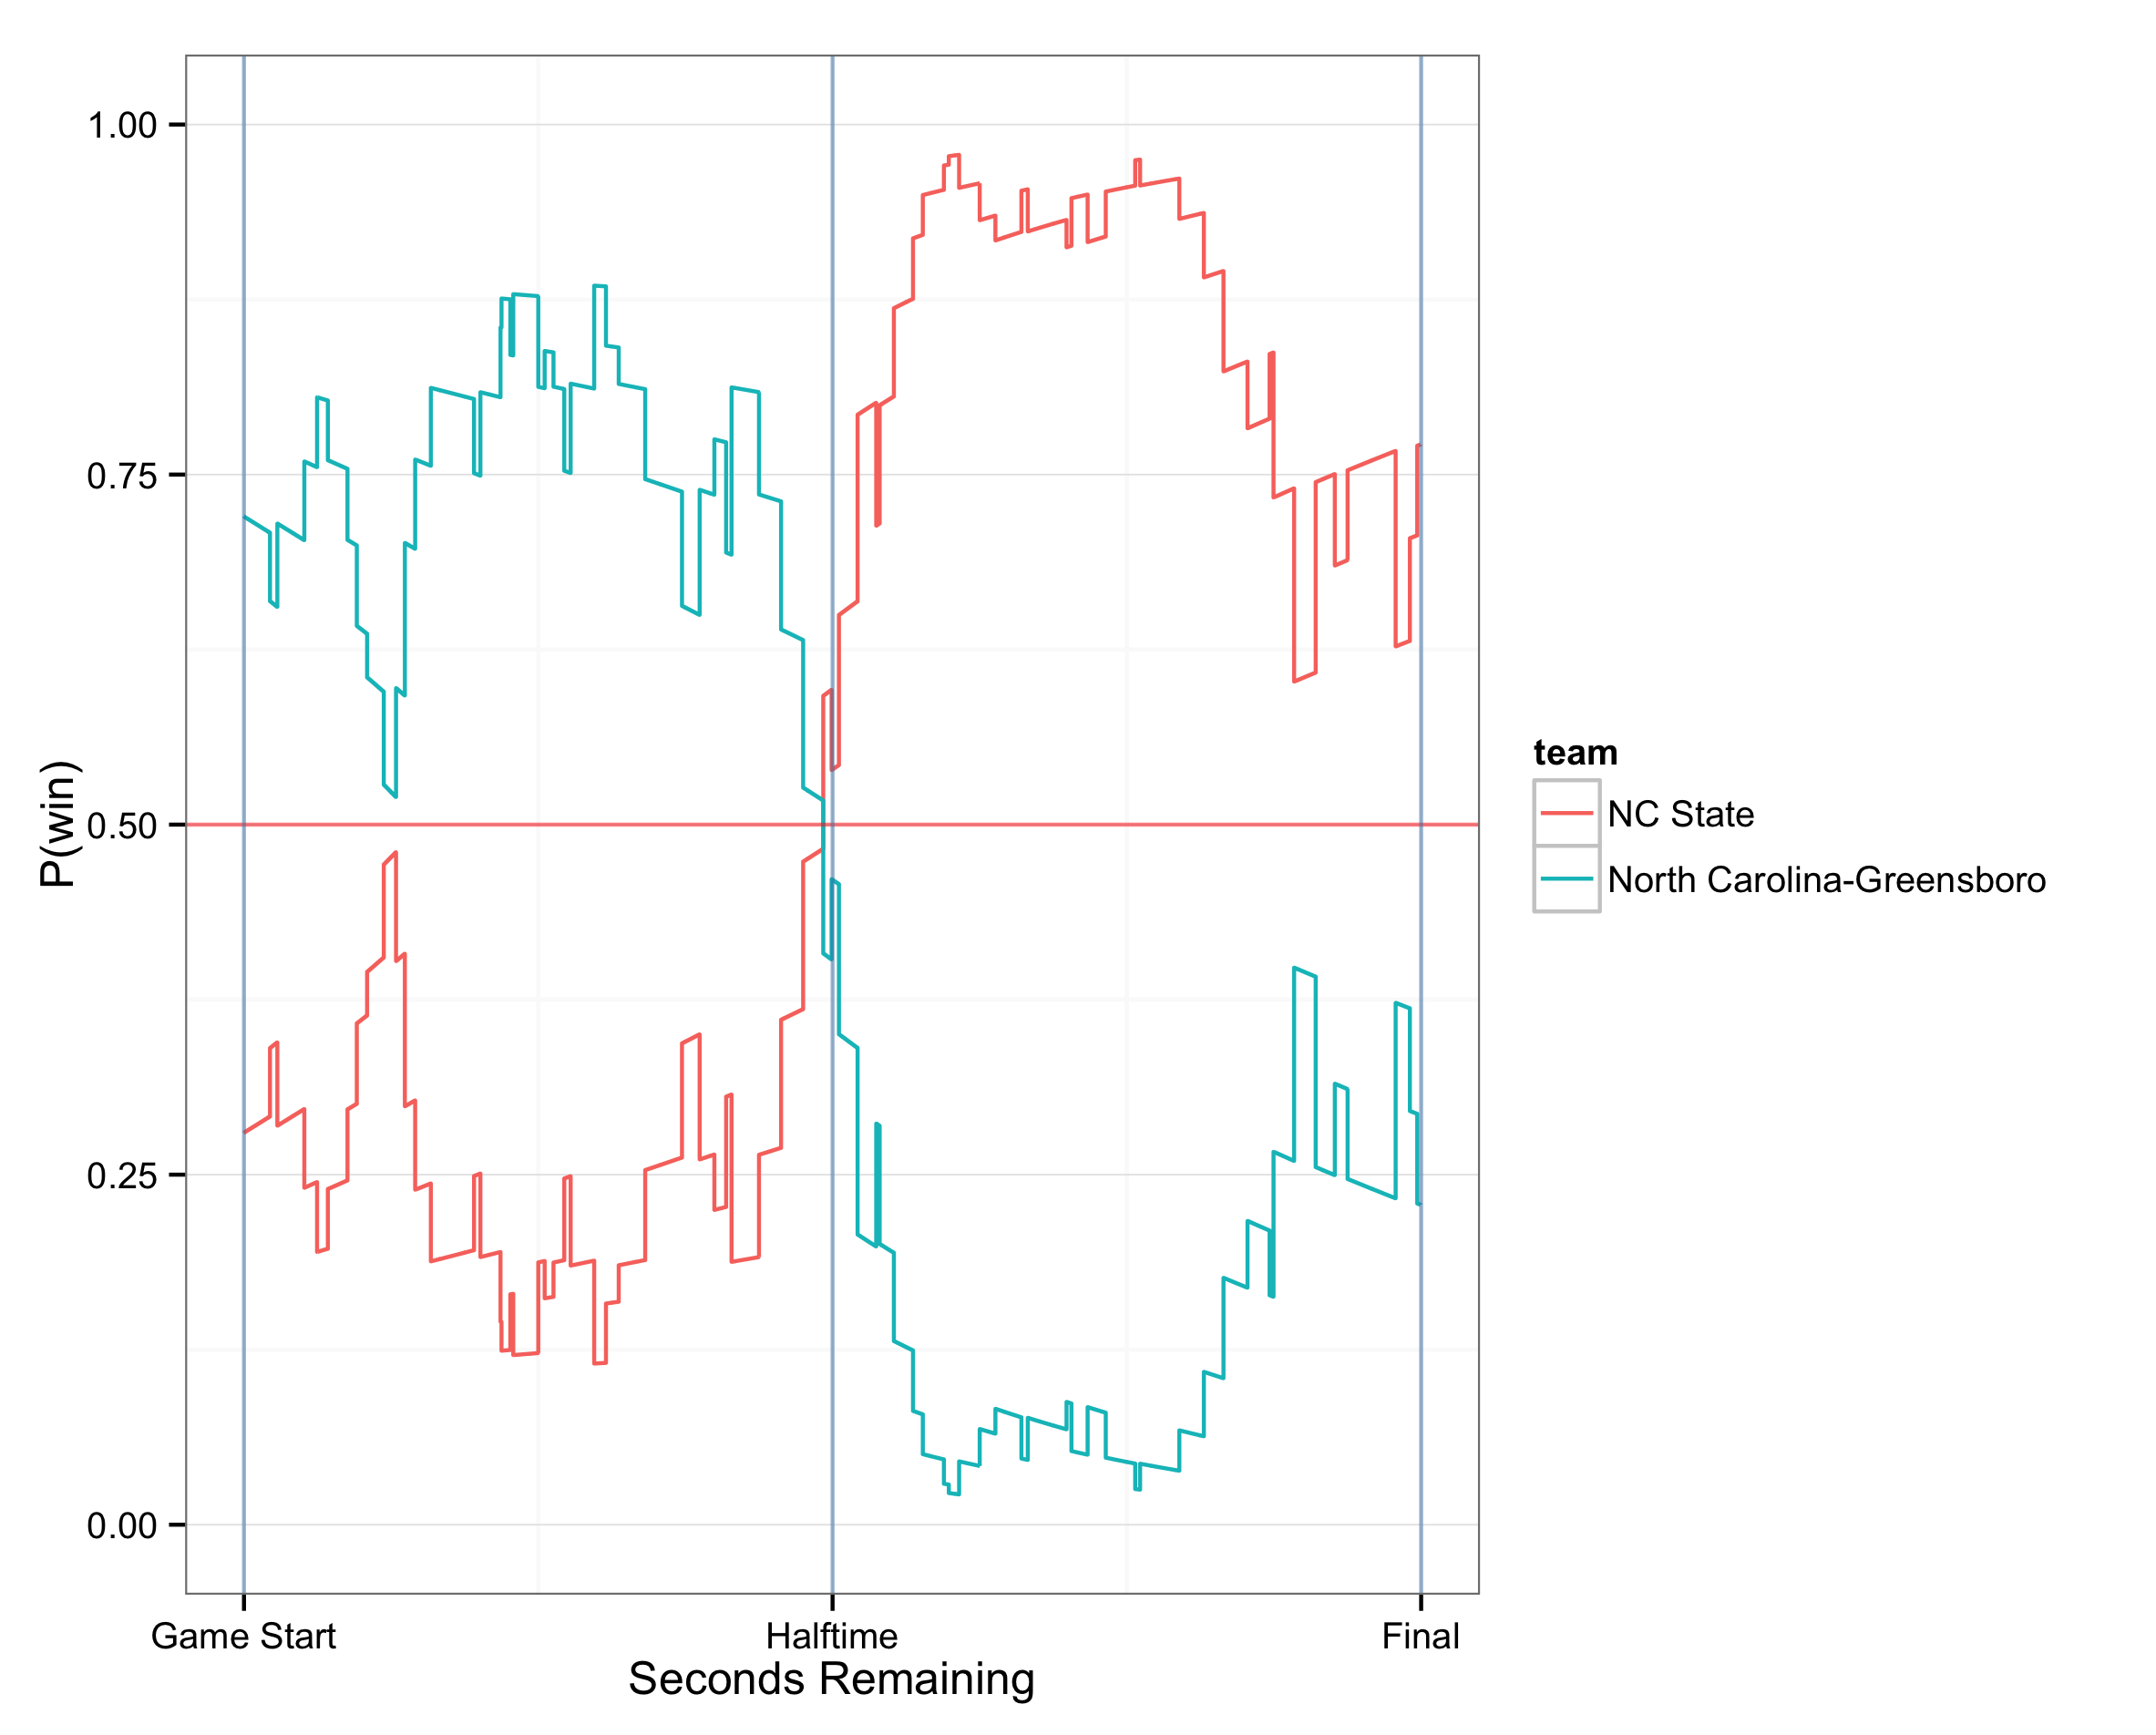 1.00
0.75
0.50
0.25
0.00
P(win)
Game Start
Halftime
Final
Seconds Remaining
team
NC State
North Carolina-Greensboro